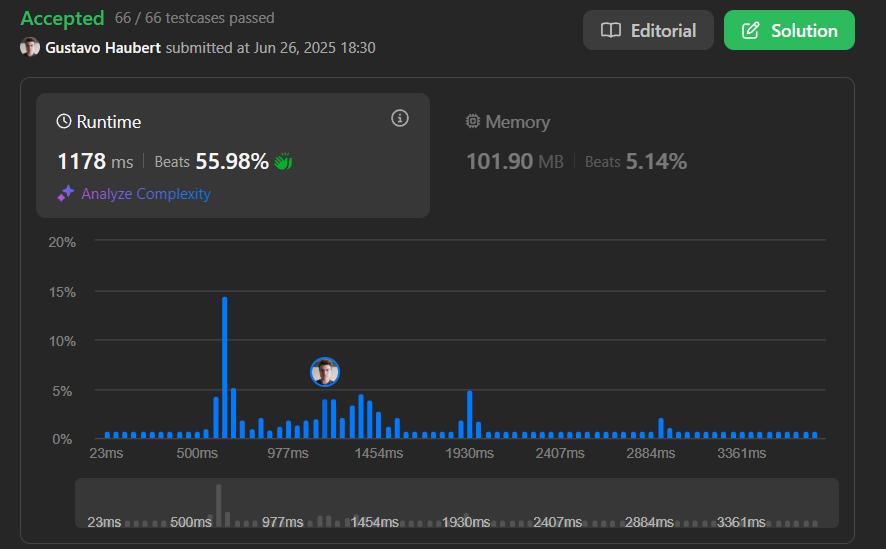 Accepted 66 / 66 testcases passed
Gustavo Haubert submitted at Jun 26, 2025 18:30
Editorial
Solution
Runtime
1178 ms | Beats 55.98%
Analyze Complexity
Memory
101.90 MB | Beats 5.14%
20%
15%
10%
5%
0%
23ms 500ms 977ms 1454ms 1930ms 2407ms 2884ms 3361ms
23ms 500ms 977ms 1454ms 1930ms 2407ms 2884ms 3361ms